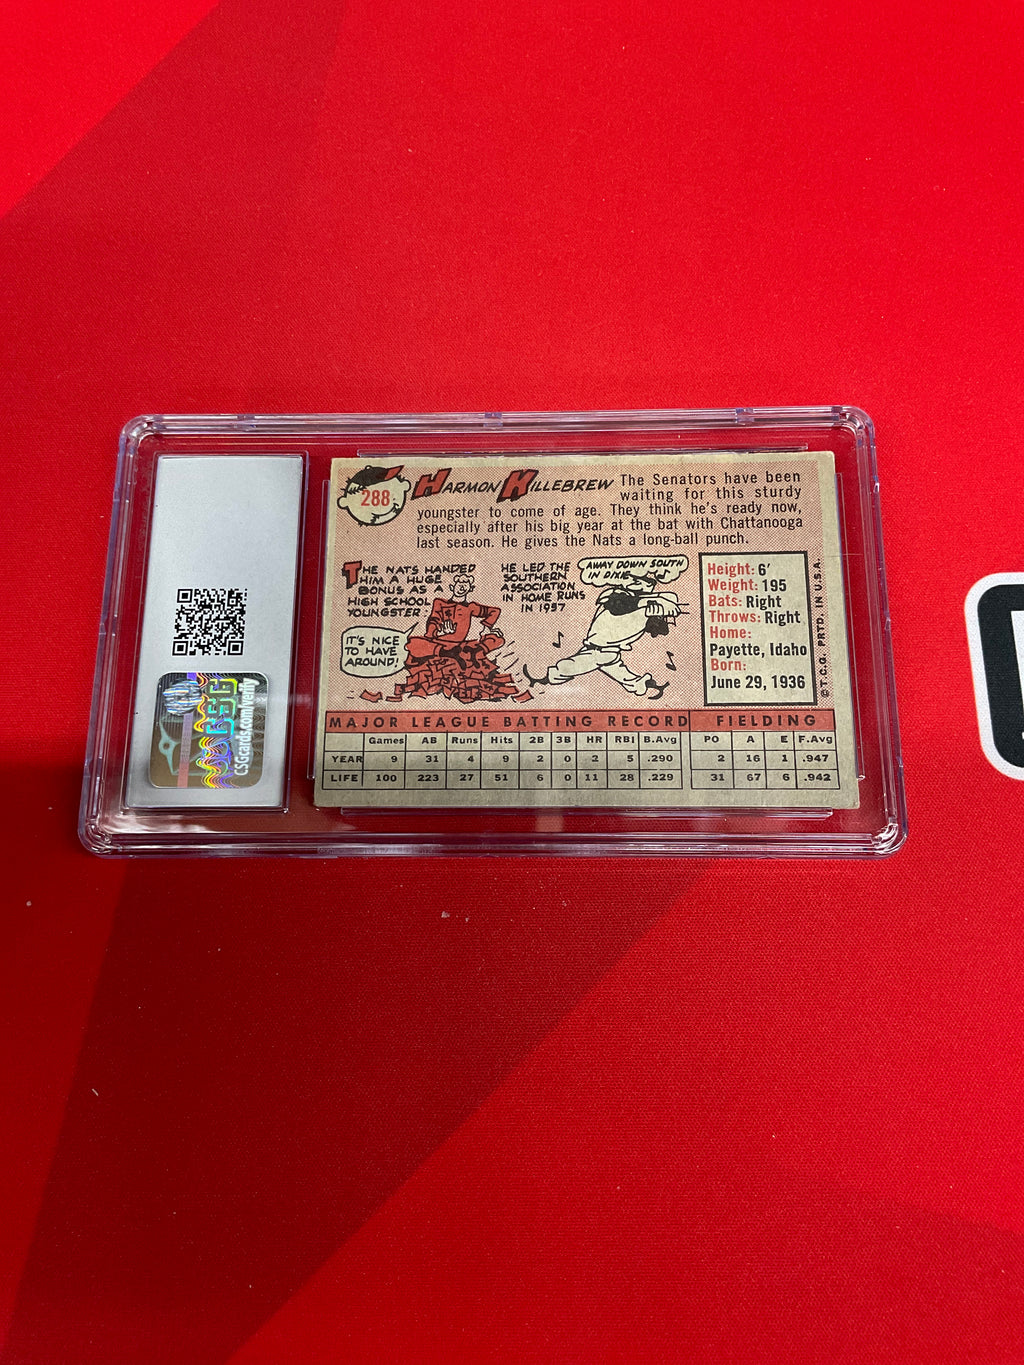 288
HARMON KILLEBREW
The Senators have been
waiting for this sturdy
youngster to come of age. They think he's ready now,
especially after his big year at the bat with Chattanooga
last season. He gives the Nats a long-ball punch.
THE NATS HANDED
HIM A HUGE
BONUS AS A
HIGH SCHOOL
YOUNGSTER:
IT'S NICE
TO HAVE
AROUND!
HE LED THE
SOUTHERN
ASSOCIATION
IN HOME RUNS
IN 1957
AWAY DOWN SOUTH
IN DIXIE
Height: 6'
Weight: 195
Bats: Right
Throws: Right
Home:
Payette, Idaho
Born:
June 29, 1936
© T.C.G. PRTD. IN U.S.A.
MAJOR LEAGUE BATTING RECORD FIELDING
Games AB Runs Hits 2B 3B HR RBI B.Avg PO A E F.Avg
YEAR 9 31 4 9 2 0 2 5 .290 2 16 1 .947
LIFE 100 223 27 51 6 0 11 28 .229 31 67 6 .942
CSG
CSGcards.com/verify